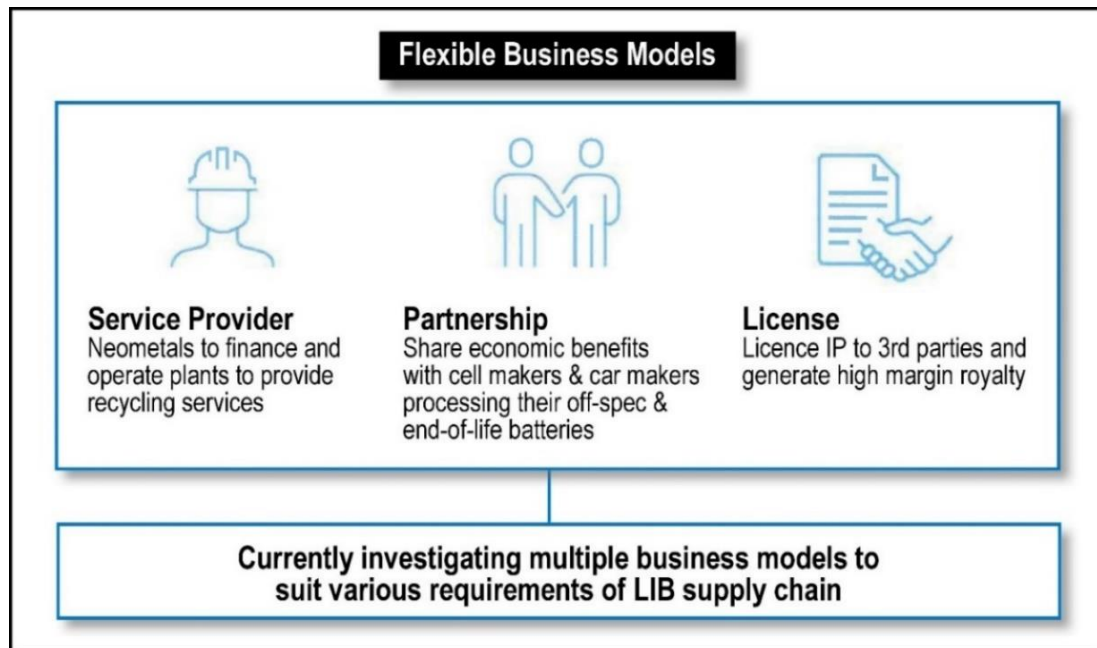 Flexible Business Models
Service Provider
Neometals to finance and
operate plants to provide
recycling services
Partnership
Share economic benefits
with cell makers & car makers
processing their off-spec &
end-of-life batteries
License
Licence IP to 3rd parties and
generate high margin royalty
Currently investigating multiple business models to
suit various requirements of LIB supply chain